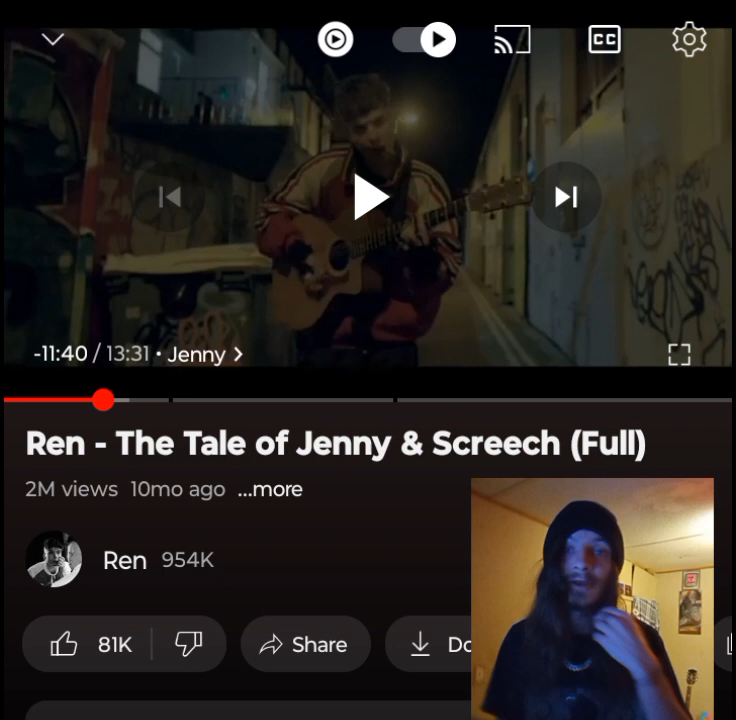 CC
-11:40 / 13:31 • Jenny >
Ren - The Tale of Jenny & Screech (Full)
2M views 10mo ago ...more
Ren 954K
81K Share Do